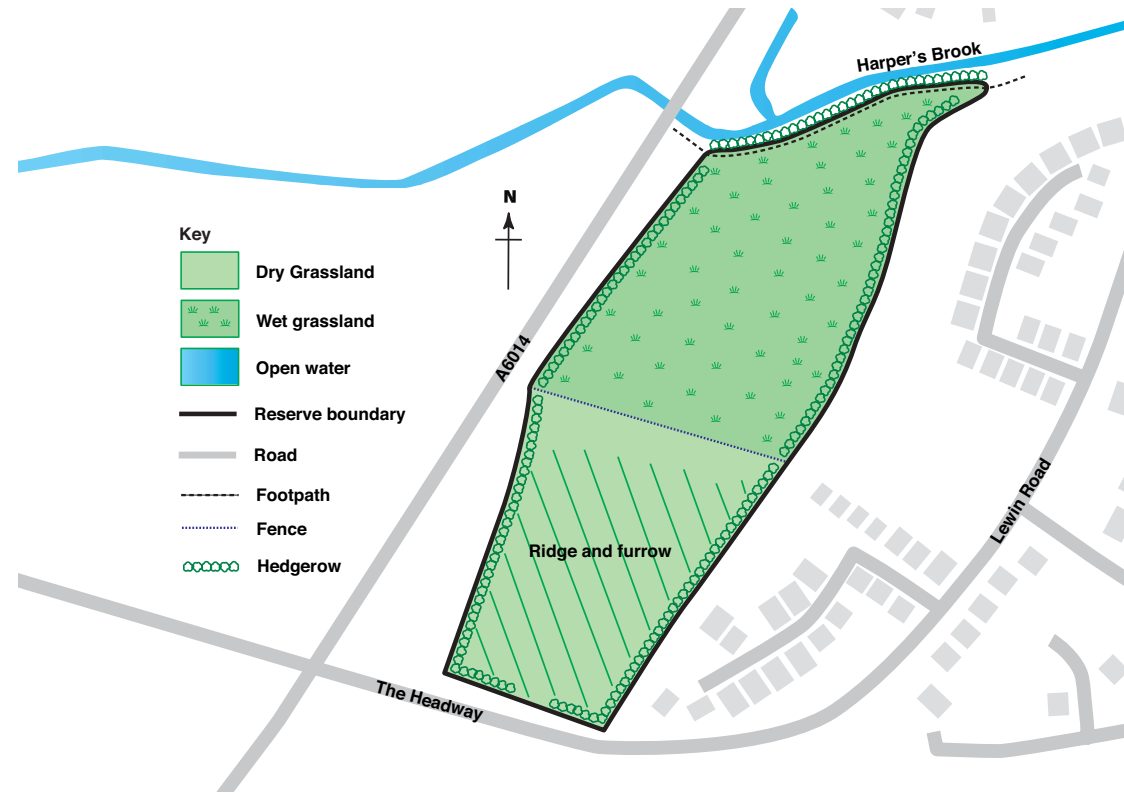 Harper's Brook
N
Key
Dry Grassland
Wet grassland
Open water
Reserve boundary
Road
Footpath
Fence
Hedgerow
A6014
Ridge and furrow
Lewin Road
The Headway